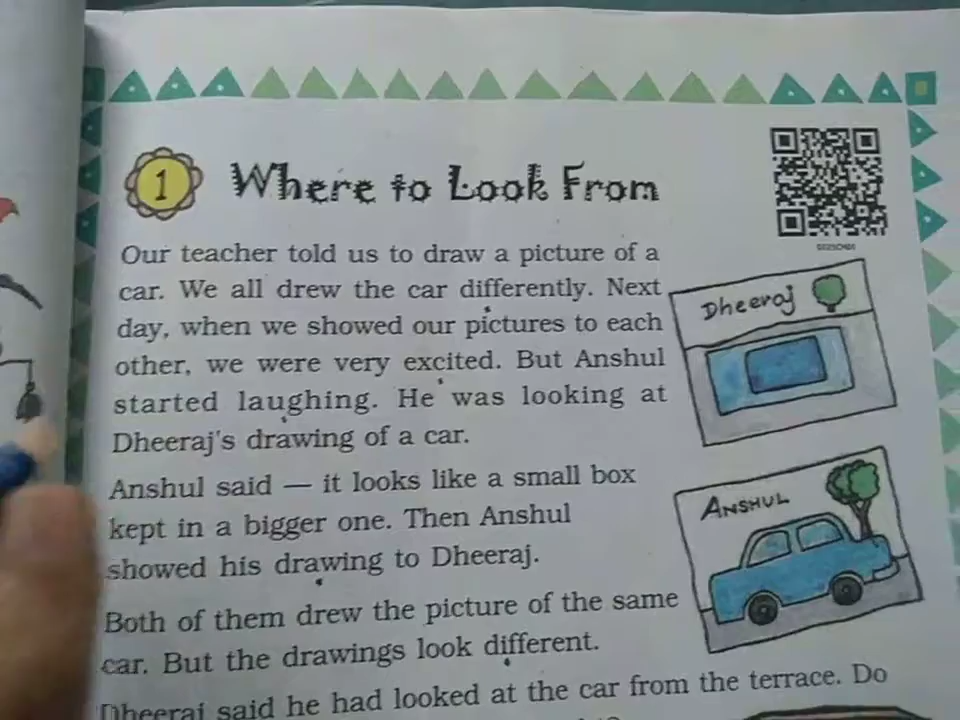 1 Where to Look From
Our teacher told us to draw a picture of a
car. We all drew the car differently. Next
day, when we showed our pictures to each
other, we were very excited. But Anshul
started laughing. He was looking at
Dheeraj's drawing of a car.
Dheeraj
Anshul said — it looks like a small box
kept in a bigger one. Then Anshul
showed his drawing to Dheeraj.
ANSHUL
Both of them drew the picture of the same
car. But the drawings look different.
Dheeraj said he had looked at the car from the terrace. Do